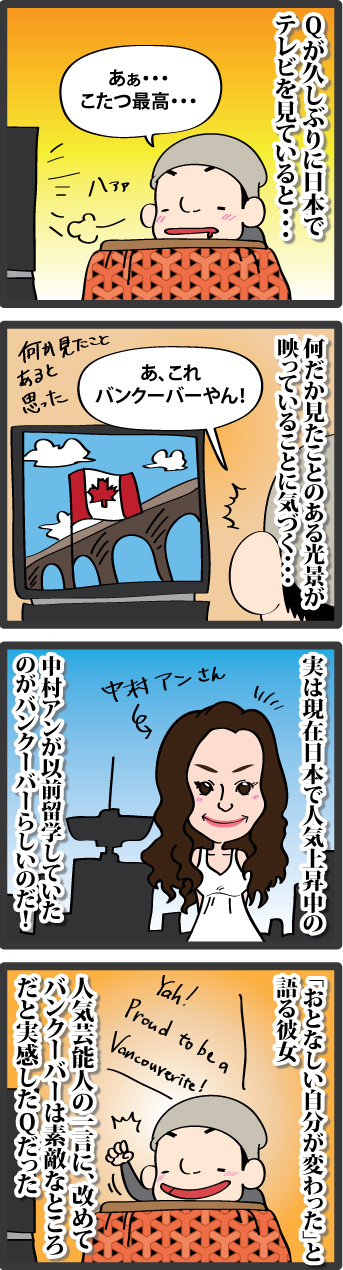 Qが久しぶりに日本で
テレビを見ていると・・・
あぁ・・・
こたつ最高・・・
ハァァ
何だか見たことのある光景が
映っていることに気づく・・・
あ、これ
バンクーバーやん！
何か見たこと
あると
思った
実は現在日本で人気上昇中の
中村アンさん
中村アンが以前留学していた
のがバンクーバーらしいのだ！
「おとなしい自分が変わった」と
語る彼女
Yah!
Proud to be a
Vancouverite!
人気芸能人の一言に、改めて
バンクーバーは素敵なところ
だと実感したQだった